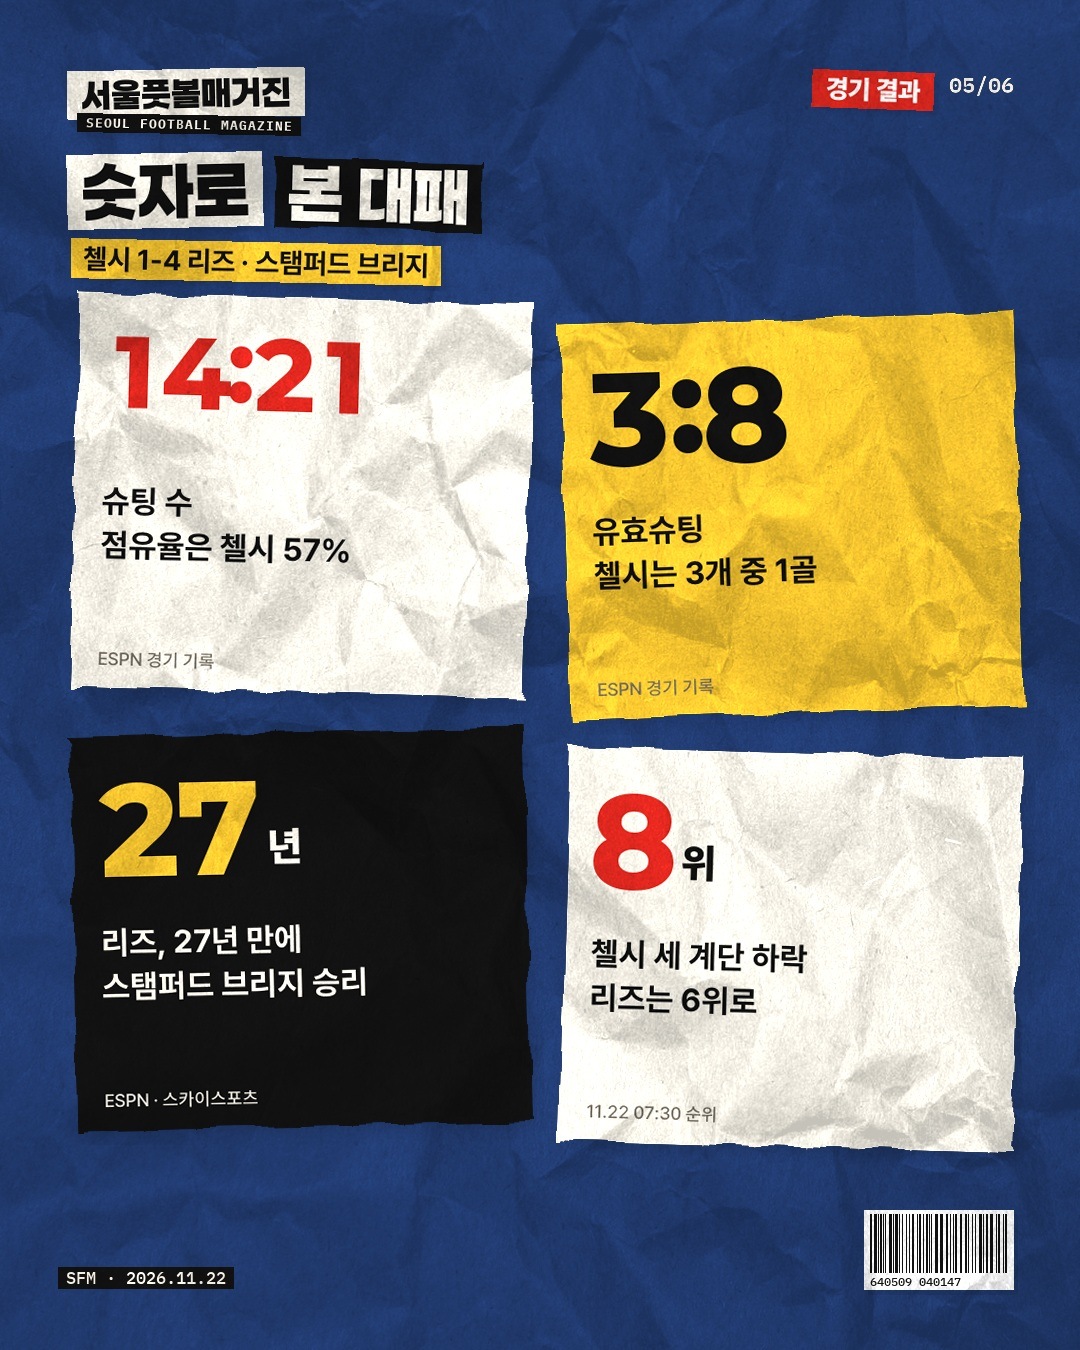 서울풋볼매거진
SEOUL FOOTBALL MAGAZINE
경기 결과
05/06
숫자로 본 대패
첼시 1-4 리즈 · 스탬퍼드 브리지
14:21
슈팅 수
점유율은 첼시 57%
ESPN 경기 기록
3:8
유효슈팅
첼시는 3개 중 1골
ESPN 경기 기록
27년
리즈, 27년 만에
스탬퍼드 브리지 승리
ESPN · 스카이스포츠
8위
첼시 세 계단 하락
리즈는 6위로
11.22 07:30 순위
SFM · 2026.11.22
640509 040147